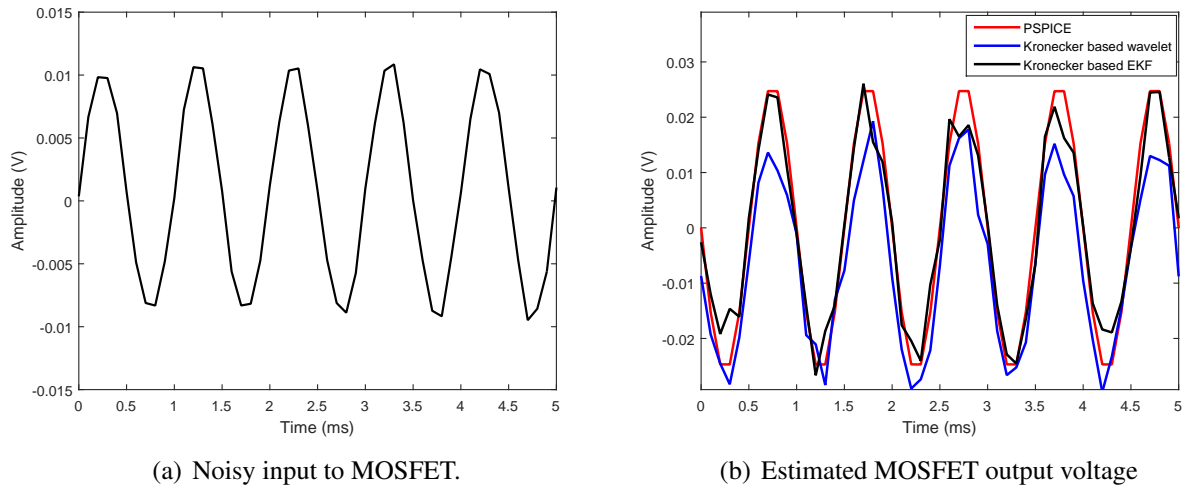 0.015
0.01
0.005
0
-0.005
-0.01
-0.015
Amplitude (V)
0 0.5 1 1.5 2 2.5 3 3.5 4 4.5 5
Time (ms)
(a) Noisy input to MOSFET.
PSPICE
Kronecker based wavelet
Kronecker based EKF
0.03
0.02
0.01
0
-0.01
-0.02
Amplitude (V)
0 0.5 1 1.5 2 2.5 3 3.5 4 4.5 5
Time (ms)
(b) Estimated MOSFET output voltage